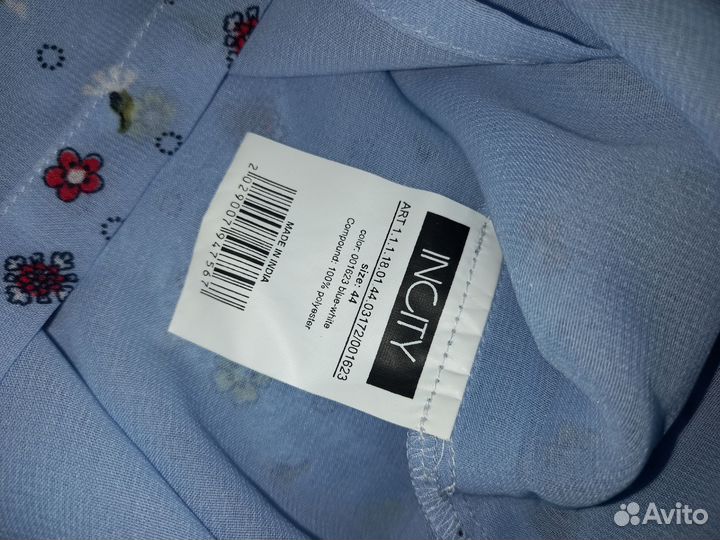 INCITY
ART 1.1.1.18.01.44.03172/001623
size: 44
color: 001623 blue-white
Compound: 100% polyester
MADE IN INDIA
2029007947567
Avito